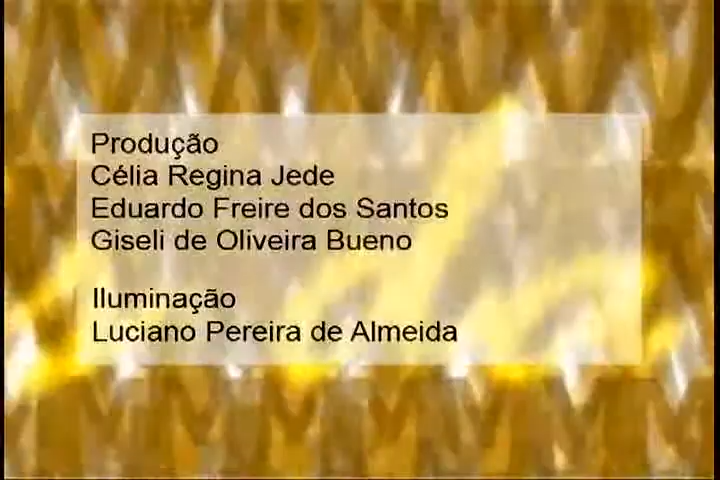 Produção
Célia Regina Jede
Eduardo Freire dos Santos
Giseli de Oliveira Bueno
Iluminação
Luciano Pereira de Almeida